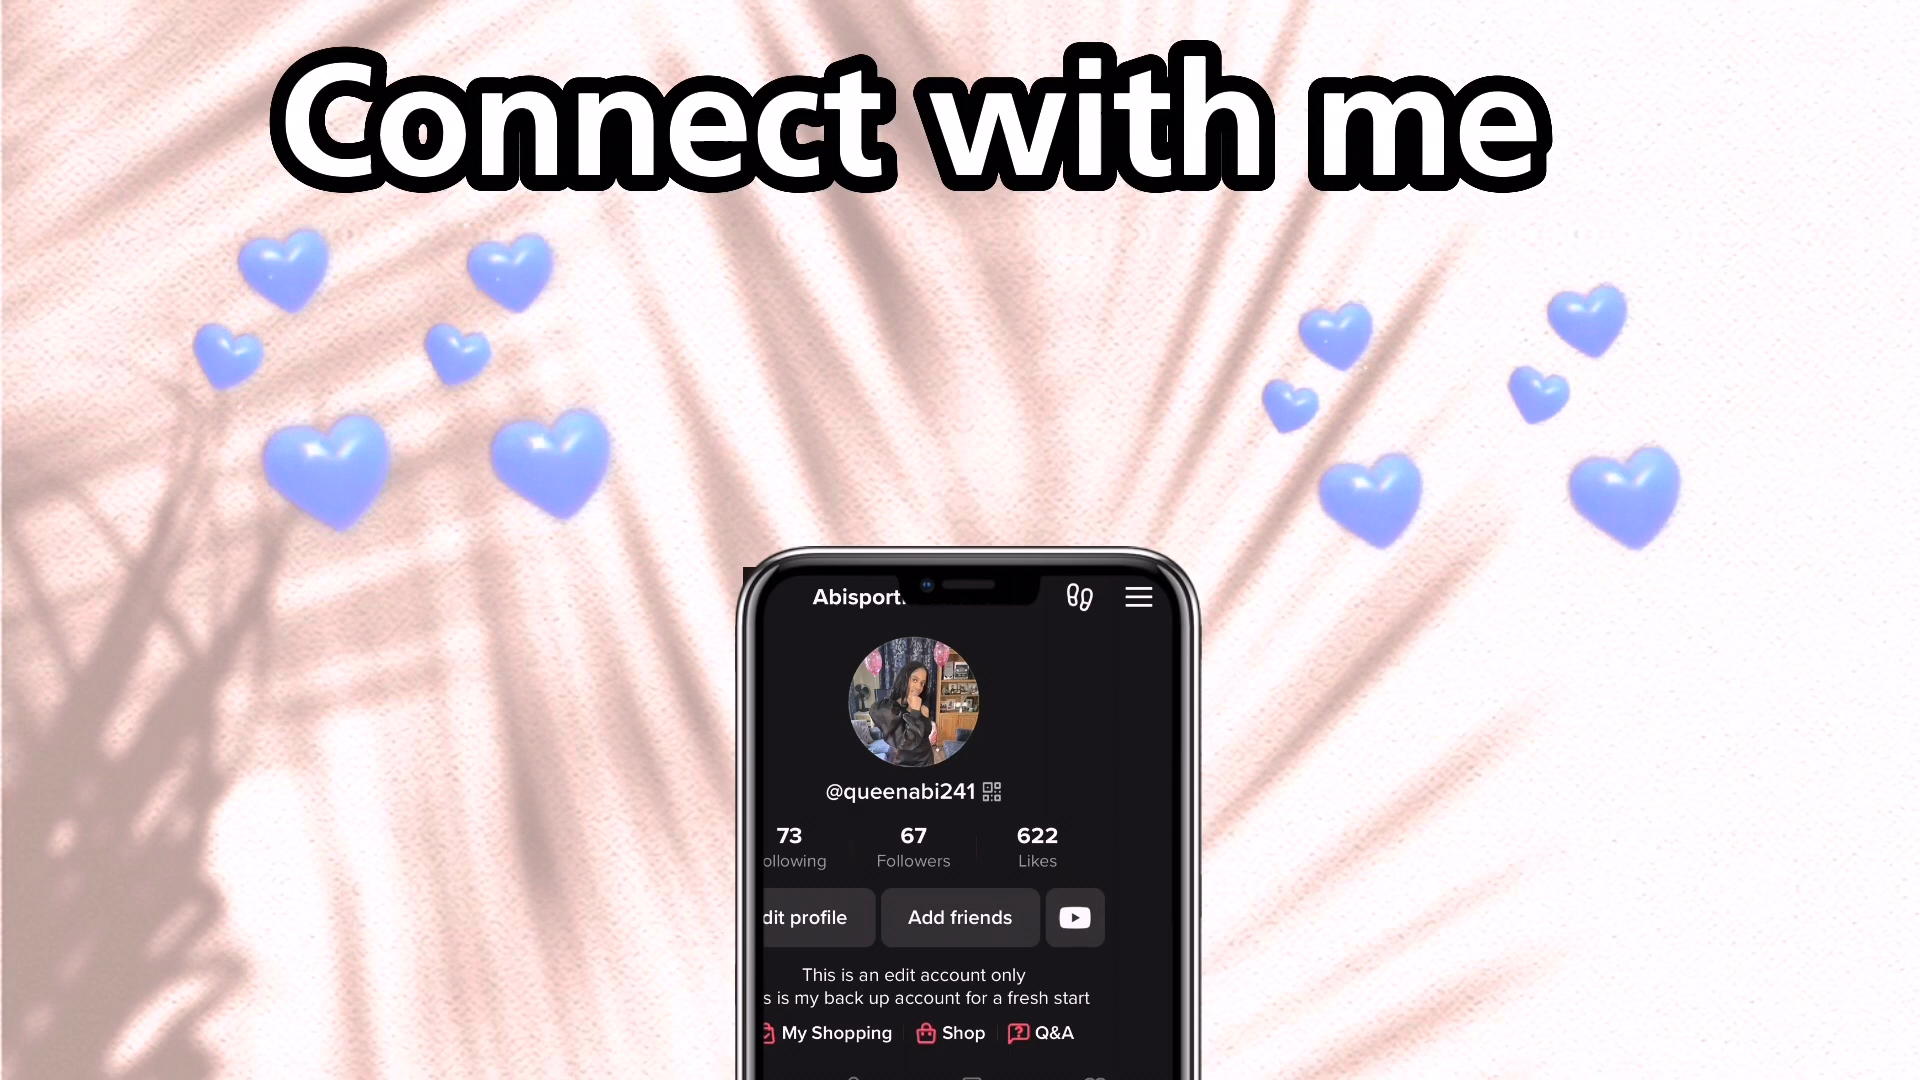 Connect with me
Abisport.
@queenabi241
73 67 622
ollowing Followers Likes
dit profile Add friends
This is an edit account only
s is my back up account for a fresh start
My Shopping Shop Q&A